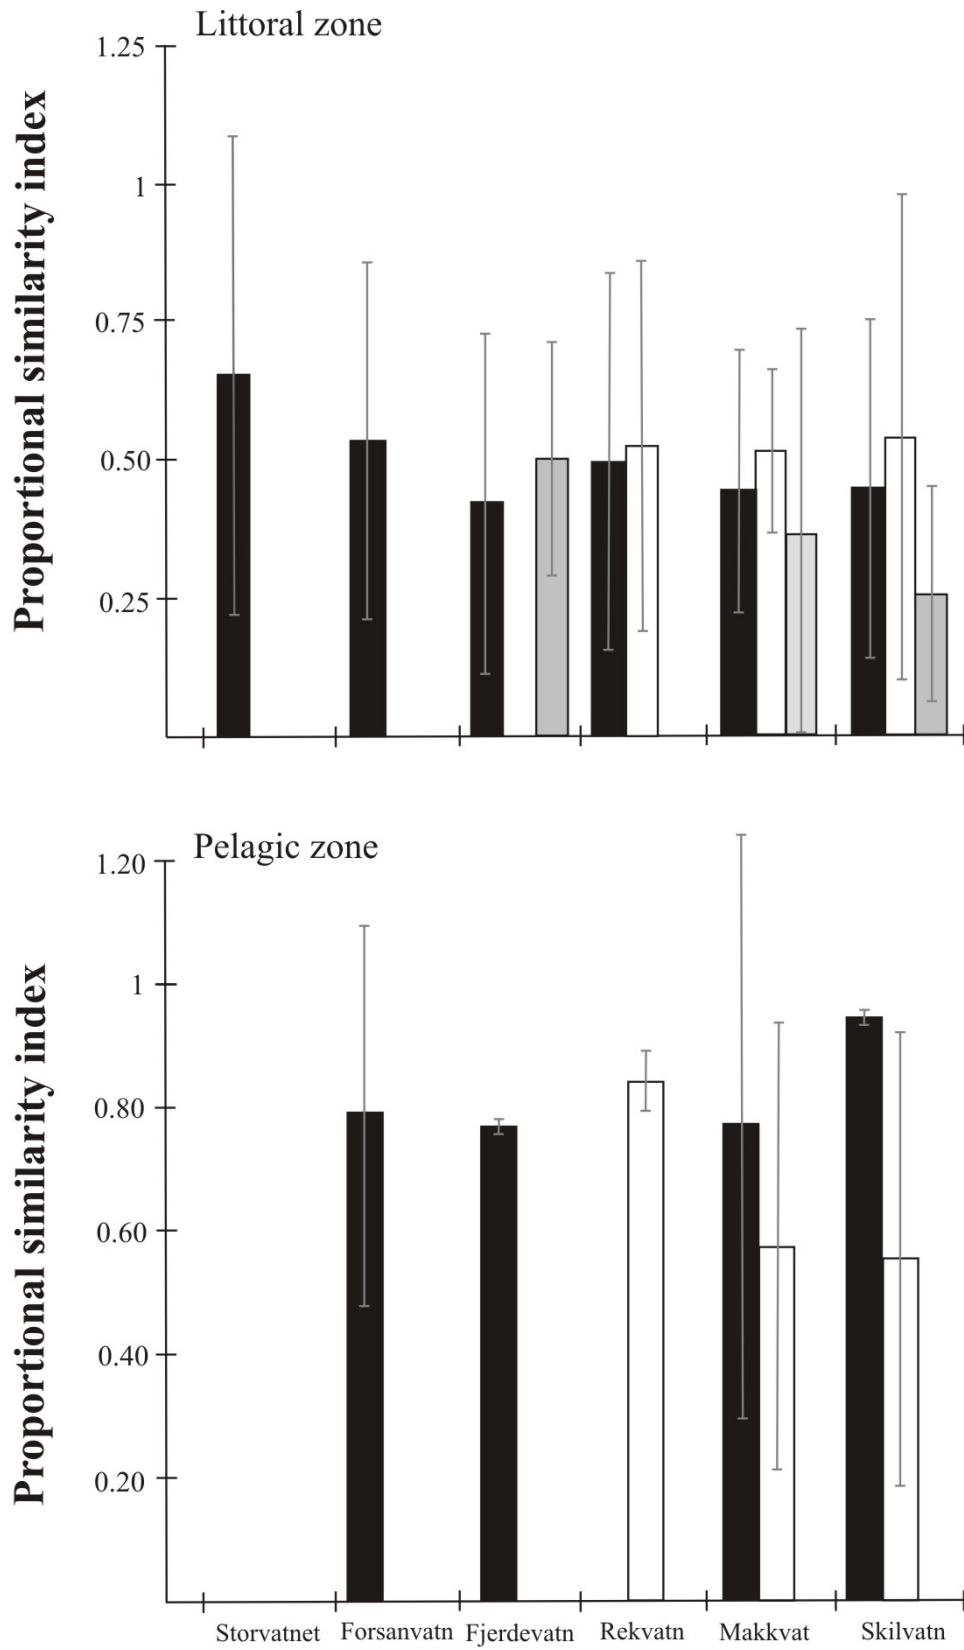 Littoral zone
Proportional similarity index
1.25
1
0.75
0.50
0.25
Pelagic zone
Proportional similarity index
1.20
1
0.80
0.60
0.40
0.20
Storvatnet Forsanvatn Fjerdevatn Rekvatn Makkvat Skilvatn